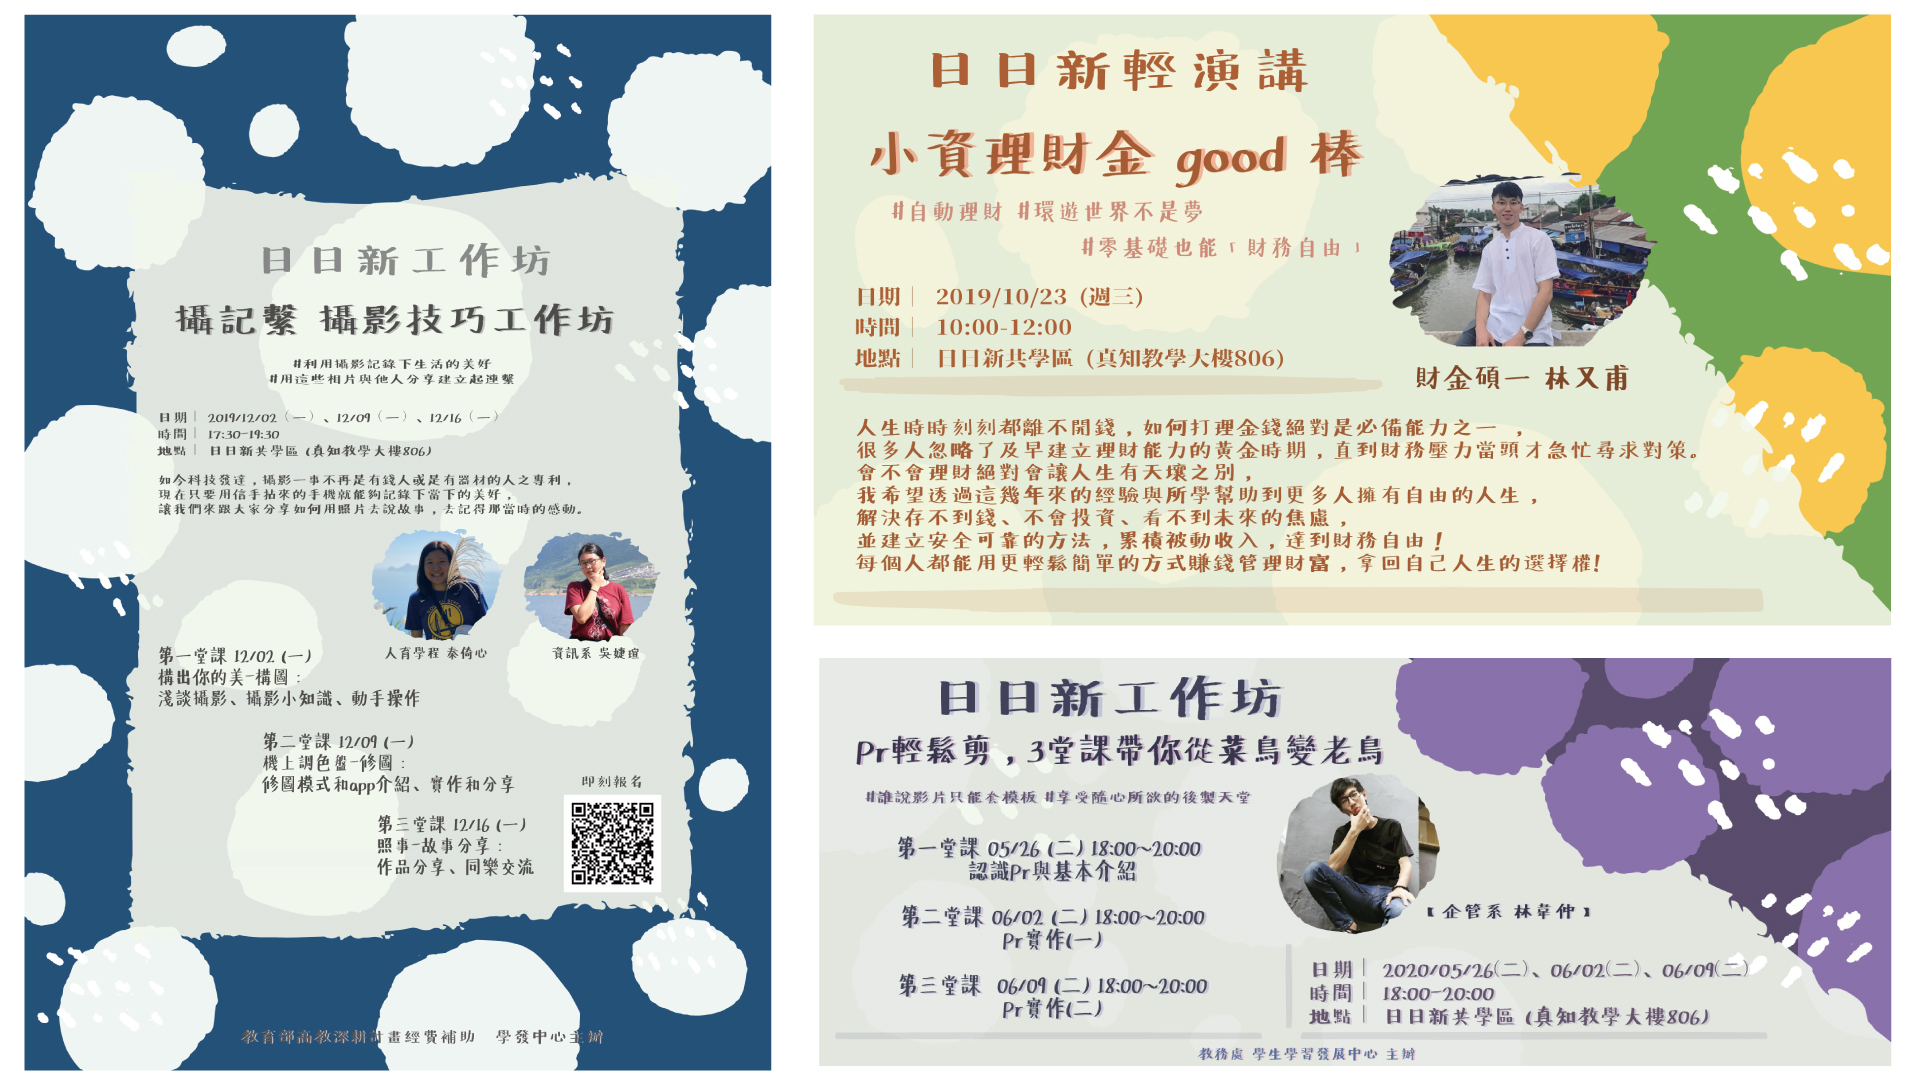 日日新工作坊
攝記繫 攝影技巧工作坊
#利用攝影記錄下生活的美好
#用這些相片與他人分享建立起連繫
日期｜ 2019/12/02（一）、12/09（一）、12/16（一）
時間｜ 17:30-19:30
地點｜ 日日新共學區 (真知教學大樓806)
如今科技發達，攝影一事不再是有錢人或是有器材的人之專利，
現在只要用信手拈來的手機就能夠記錄下當下的美好，
讓我們來跟大家分享如何用照片去說故事，去記得那當時的感動。
人育學程 秦倚心
資訊系 吳婕瑄
第一堂課 12/02 (一)
構出你的美-構圖：
淺談攝影、攝影小知識、動手操作
第二堂課 12/09 (一)
機上調色盤-修圖：
修圖模式和app介紹、實作和分享
即刻報名
第三堂課 12/16 (一)
照事-故事分享：
作品分享、同樂交流
教育部高教深耕計畫經費補助 學發中心主辦
日日新輕演講
小資理財金 good 棒
#自動理財 #環遊世界不是夢
#零基礎也能「財務自由」
日期｜ 2019/10/23 (週三)
時間｜ 10:00-12:00
地點｜ 日日新共學區 (真知教學大樓806)
財金碩一 林又甫
人生時時刻刻都離不開錢，如何打理金錢絕對是必備能力之一 ，
很多人忽略了及早建立理財能力的黃金時期，直到財務壓力當頭才急忙尋求對策。
會不會理財絕對會讓人生有天壤之別，
我希望透過這幾年來的經驗與所學幫助到更多人擁有自由的人生，
解決存不到錢、不會投資、看不到未來的焦慮，
並建立安全可靠的方法，累積被動收入，達到財務自由！
每個人都能用更輕鬆簡單的方式賺錢管理財富，拿回自己人生的選擇權!
日日新工作坊
Pr輕鬆剪，3堂課帶你從菜鳥變老鳥
#誰說影片只能套模板 #享受隨心所欲的後製天堂
第一堂課 05/26 (二) 18:00~20:00
認識Pr與基本介紹
第二堂課 06/02 (二) 18:00~20:00
Pr實作(一)
第三堂課 06/09 (二) 18:00~20:00
Pr實作(二)
【 企管系 林韋仲 】
日期｜ 2020/05/26(二)、06/02(二)、06/09(二)
時間｜ 18:00-20:00
地點｜ 日日新共學區 (真知教學大樓806)
教務處 學生學習發展中心 主辦